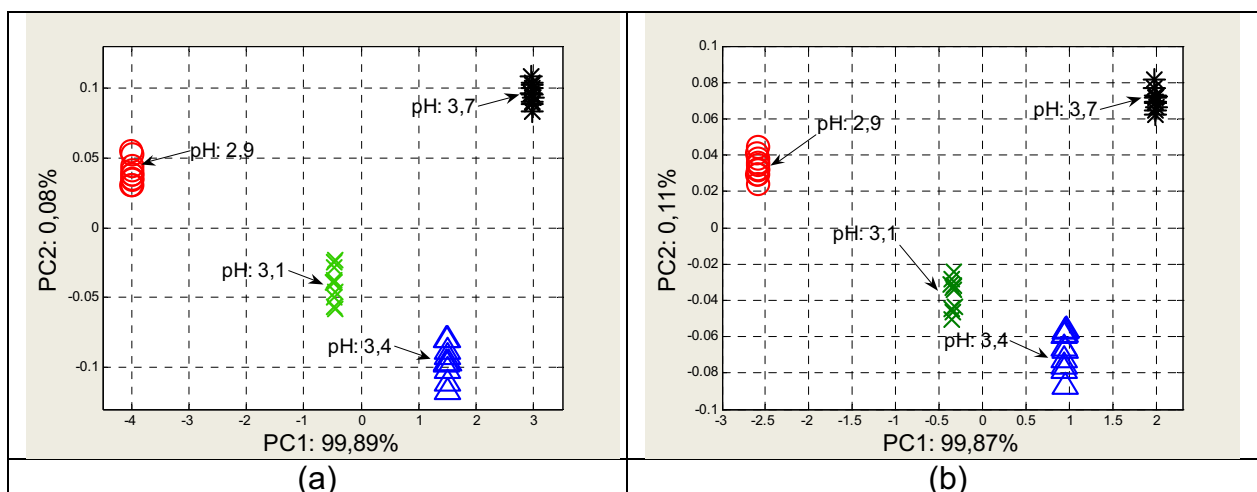 0.1
0.05
0
-0.05
-0.1
-4
-3
-2
-1
0
1
2
3
PC1: 99,89%
PC2: 0,08%
pH: 3,7
pH: 2,9
pH: 3,1
pH: 3,4
(a)
0.1
0.08
0.06
0.04
0.02
0
-0.02
-0.04
-0.06
-0.08
-0.1
-3
-2.5
-2
-1.5
-1
-0.5
0
0.5
1
1.5
2
PC1: 99,87%
PC2: 0,11%
pH: 3,7
pH: 2,9
pH: 3,1
pH: 3,4
(b)